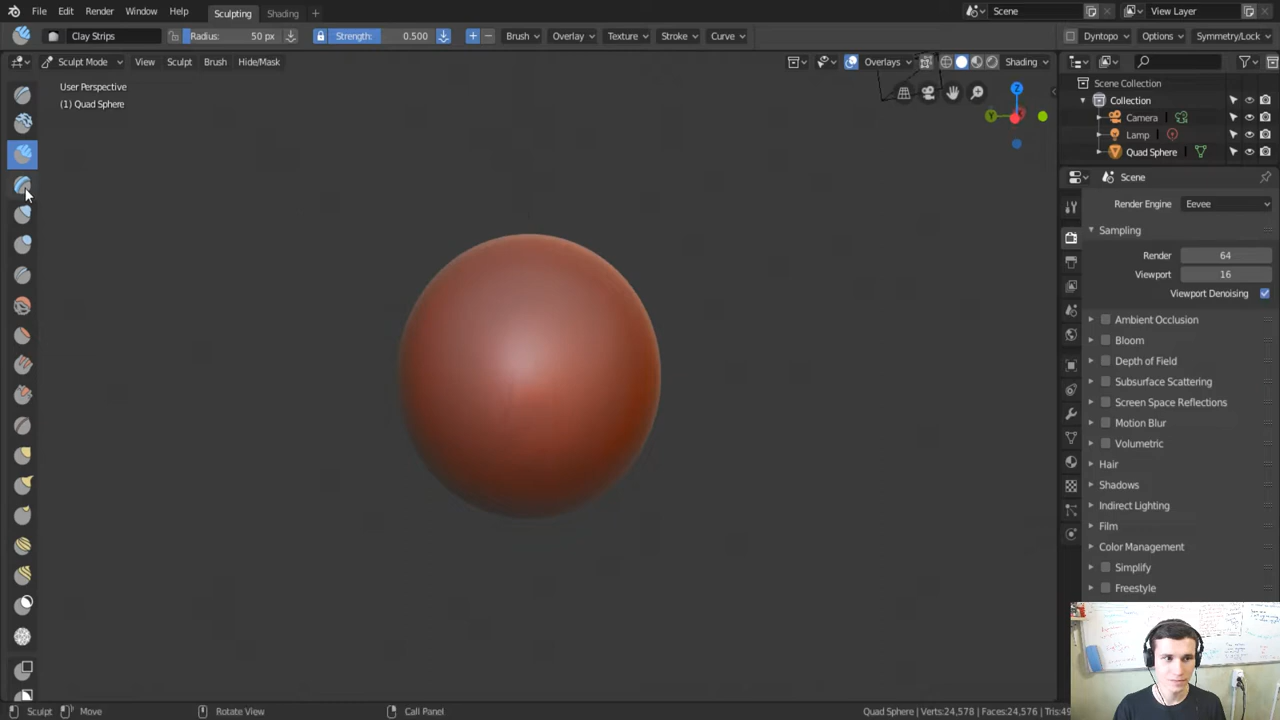 File Edit Render Window Help Sculpting Shading + Scene View Layer
Clay Strips Radius: 50 px Strength: 0.500 Brush Overlay Texture Stroke Curve Dyntopo Options Symmetry/Lock
Sculpt Mode View Sculpt Brush Hide/Mask Overlays Shading
User Perspective
(1) Quad Sphere
Z
Y
Scene Collection
Collection
Camera
Lamp
Quad Sphere
Scene
Render Engine Eevee
Sampling
Render 64
Viewport 16
Viewport Denoising
Ambient Occlusion
Bloom
Depth of Field
Subsurface Scattering
Screen Space Reflections
Motion Blur
Volumetric
Hair
Shadows
Indirect Lighting
Film
Color Management
Simplify
Freestyle
Sculpt Move Rotate View Call Panel Quad Sphere | Verts:24,578 | Faces:24,576 | Tris:49